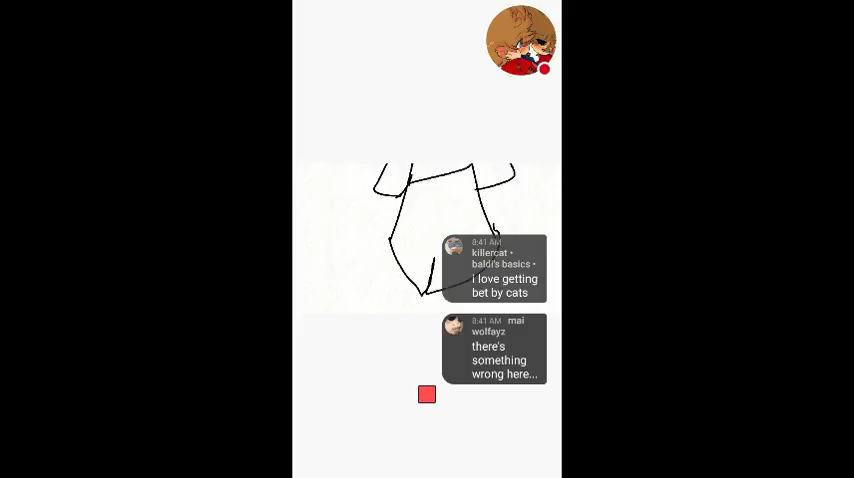 8:41 AM
killercat •
baldi's basics •
i love getting
bet by cats
8:41 AM mai
wolfayz
there's
something
wrong here...